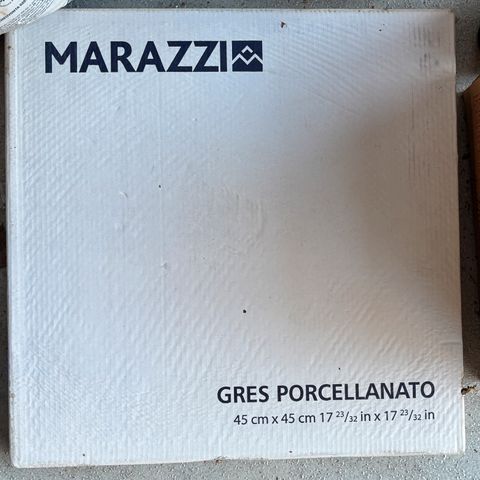 MARAZZI
GRES PORCELLANATO
45 cm x 45 cm 17 23/32 in x 17 23/32 in